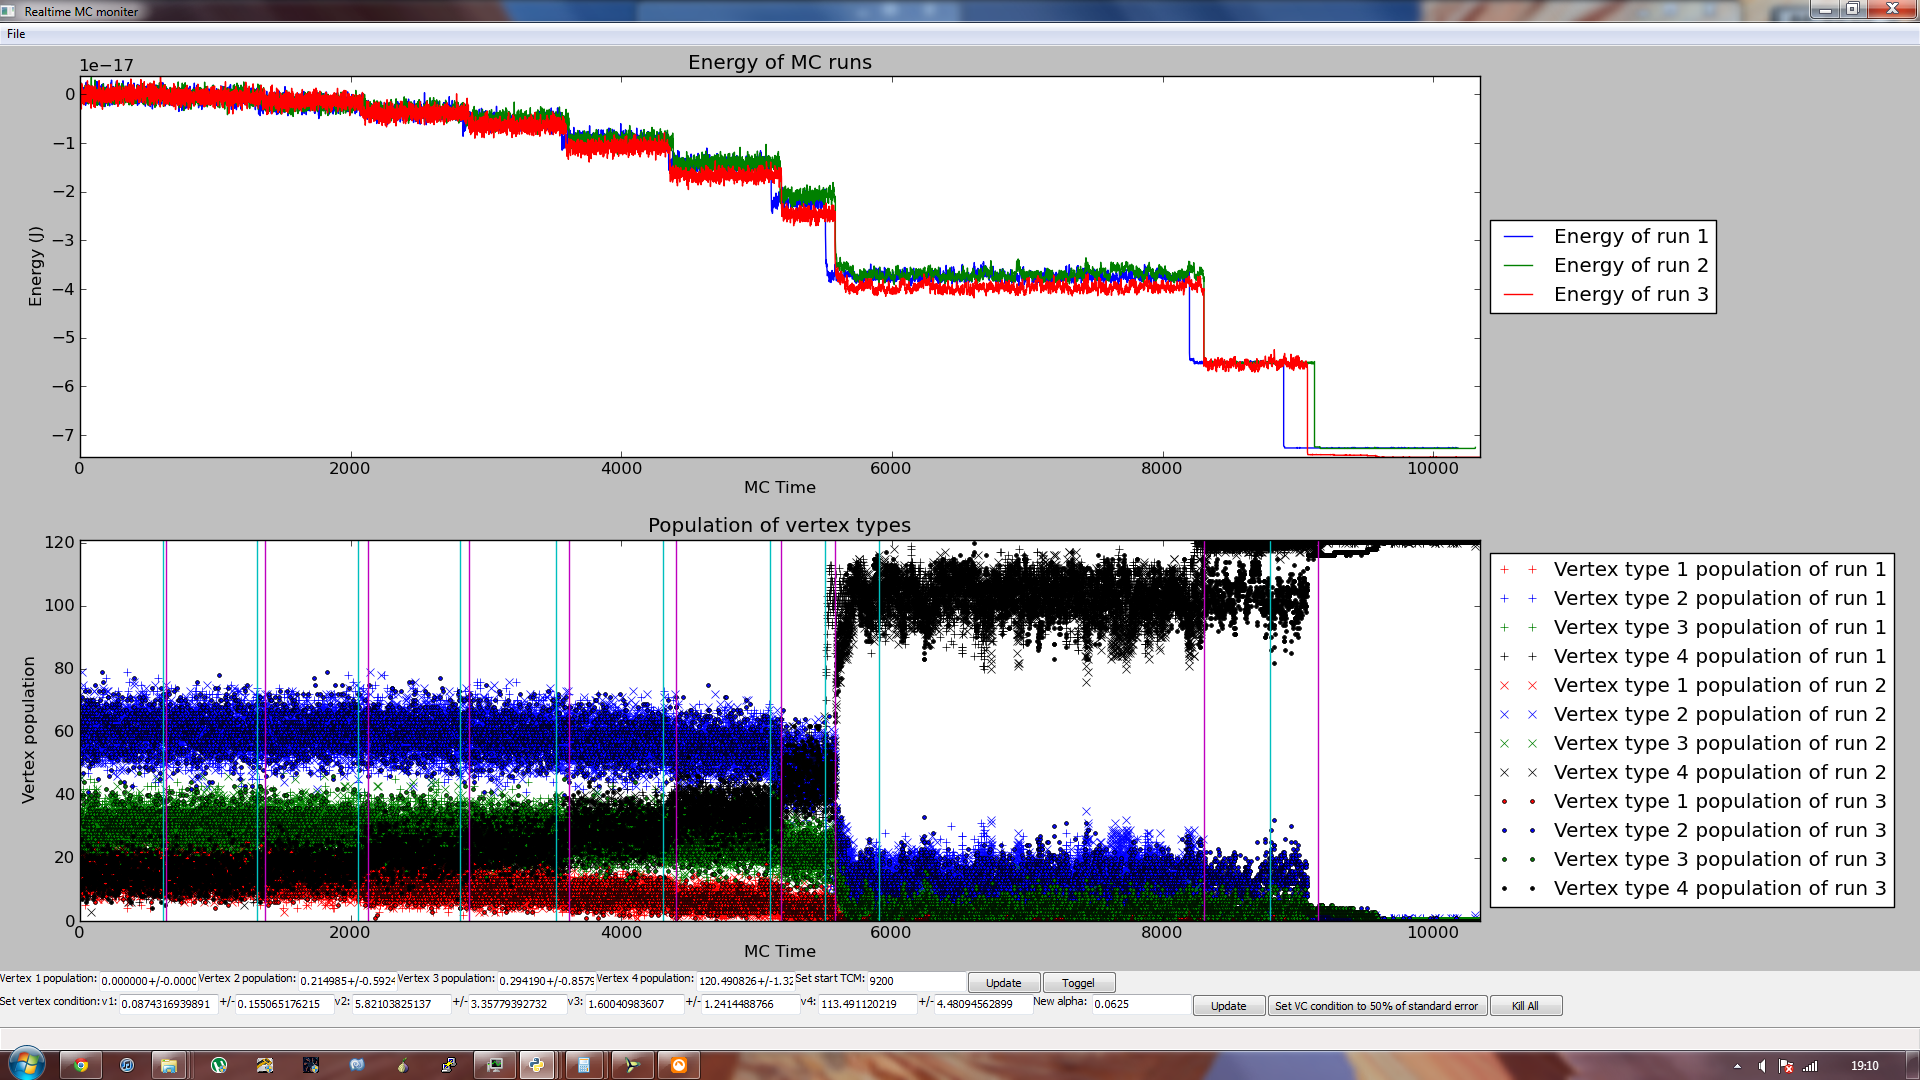 Realtime MC moniter
File
Energy of MC runs
1e−17
0
−1
−2
−3
−4
−5
−6
−7
Energy (J)
0 2000 4000 6000 8000 10000
MC Time
Energy of run 1
Energy of run 2
Energy of run 3
Population of vertex types
120
100
80
60
40
20
0
Vertex population
0 2000 4000 6000 8000 10000
MC Time
Vertex type 1 population of run 1
Vertex type 2 population of run 1
Vertex type 3 population of run 1
Vertex type 4 population of run 1
Vertex type 1 population of run 2
Vertex type 2 population of run 2
Vertex type 3 population of run 2
Vertex type 4 population of run 2
Vertex type 1 population of run 3
Vertex type 2 population of run 3
Vertex type 3 population of run 3
Vertex type 4 population of run 3
Vertex 1 population: 0.000000+/-0.0000 Vertex 2 population: 0.214985+/-0.5924 Vertex 3 population: 0.294190+/-0.8579 Vertex 4 population: 120.490826+/-1.32 Set start TCM: 9200 Update Toggel
Set vertex condition: v1: 0.0874316939891 +/- 0.155065176215 v2: 5.82103825137 +/- 3.35779392732 v3: 1.60040983607 +/- 1.2414488766 v4: 113.491120219 +/- 4.48094562899 New alpha: 0.0625 Update Set VC condition to 50% of standard error Kill All
19:10